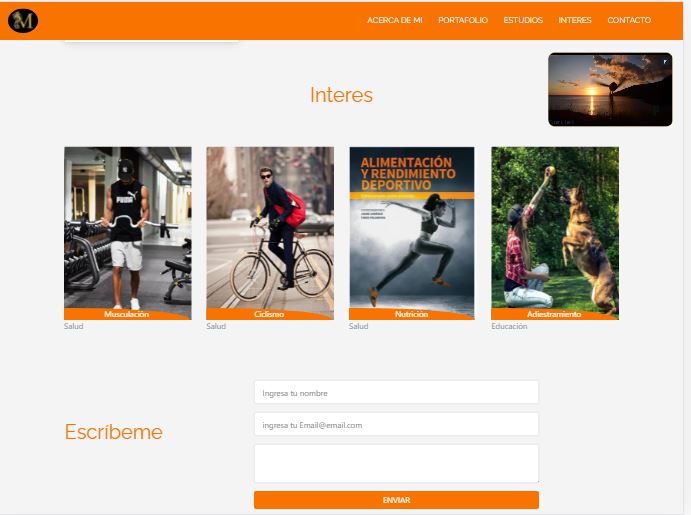 M
ACERCA DE MI PORTAFOLIO ESTUDIOS INTERES CONTACTO
Interes
PUMA
ALIMENTACIÓN
Y RENDIMIENTO
DEPORTIVO
Musculación
Ciclismo
Nutrición
Adiestramiento
Salud
Salud
Salud
Educación
Escríbeme
Ingresa tu nombre
ingresa tu Email@email.com
ENVIAR